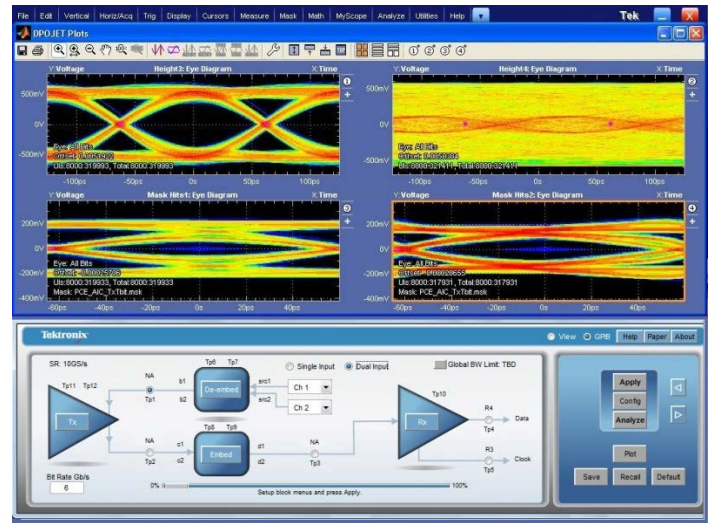 File Edit Vertical Horiz/Acq Trig Display Cursors Measure Mask Math MyScope Analyze Utilities Help Tek
DPOJET Plots
Y:Voltage Height3: Eye Diagram X:Time
500mV
0V
-500mV
Eye: All Bits
UIs:8000:319993, Total:8000:319993
-100ps -50ps 0s 50ps 100ps
Y:Voltage Height4: Eye Diagram X:Time
500mV
0V
-500mV
Eye: All Bits
UIs:8000:321411, Total:8000:321411
-100ps -50ps 0s 50ps 100ps
Y:Voltage Mask Hits1: Eye Diagram X:Time
200mV
0V
-200mV
-400mV
Eye: All Bits
UIs:8000:319933, Total:8000:319933
Mask: PCE_AIC_TxTbit.msk
-60ps -40ps -20ps 0s 20ps 40ps
Y:Voltage Mask Hits2: Eye Diagram X:Time
200mV
0V
-200mV
-400mV
Eye: All Bits
UIs:8000:317931, Total:8000:317931
Mask: PCE_AIC_TxTbit.msk
-60ps -40ps -20ps 0s 20ps 40ps
Tektronix View GPIB Help Paper About
SR: 10GS/s
Tp11 Tp12
Tx
NA
Tp1
b1
b2
Tp6 Tp7
De-embed
src1
src2
Single Input Dual Input
Ch 1
Ch 2
Global BW Limit: TBD
NA
Tp2
c1
c2
Tp8 Tp9
Embed
d1
d2
NA
Tp3
Tp10
Rx
R4
Tp4
Data
R3
Tp5
Clock
Bit Rate Gb/s
6
0% 100%
Setup block menus and press Apply.
Apply
Config
Analyze
Plot
Save Recall Default